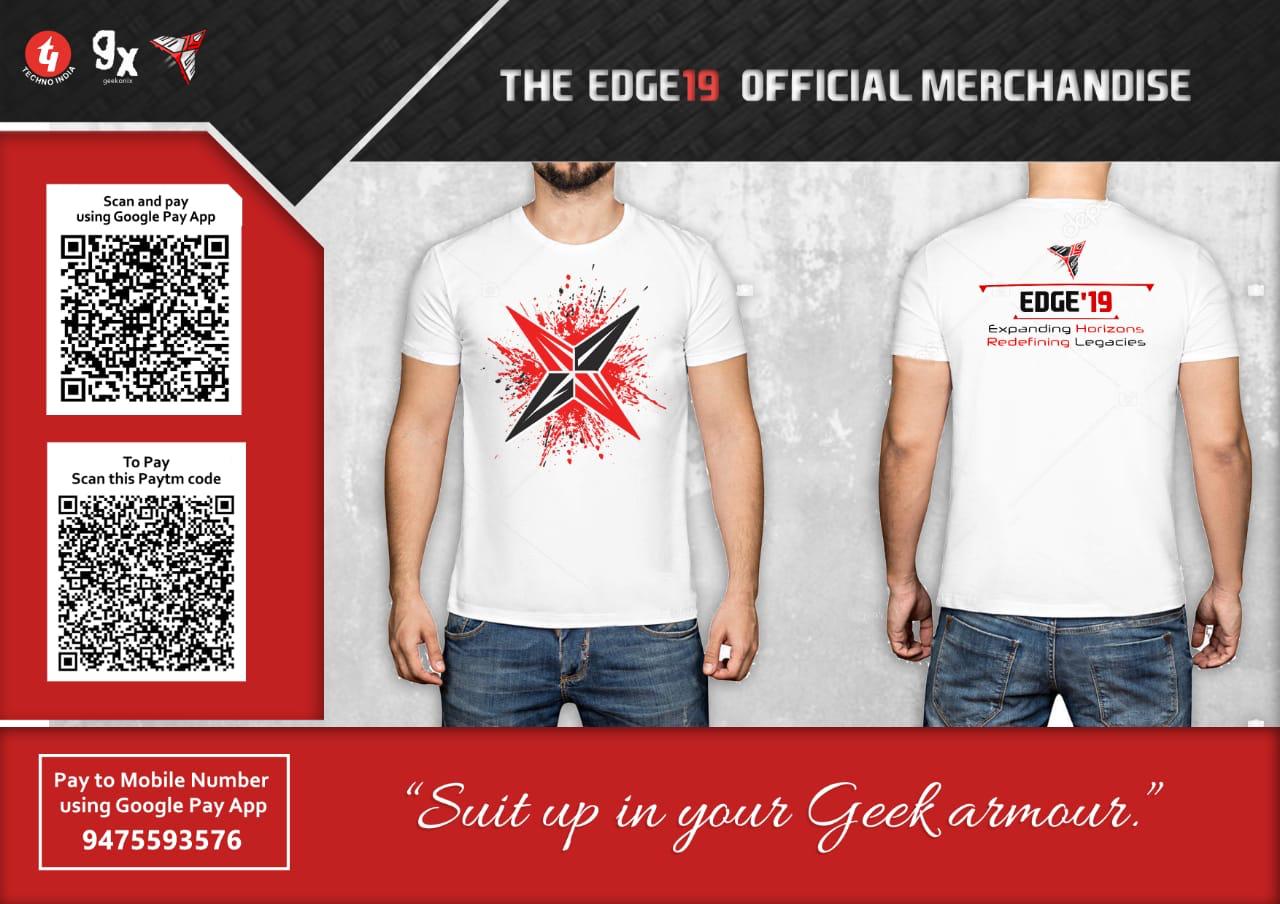 TECHNO INDIA
gx
geekonix
THE EDGE19 OFFICIAL MERCHANDISE
Scan and pay
using Google Pay App
To Pay
Scan this Paytm code
EDGE'19
Expanding Horizons
Redefining Legacies
Pay to Mobile Number
using Google Pay App
9475593576
“Suit up in your Geek armour.”